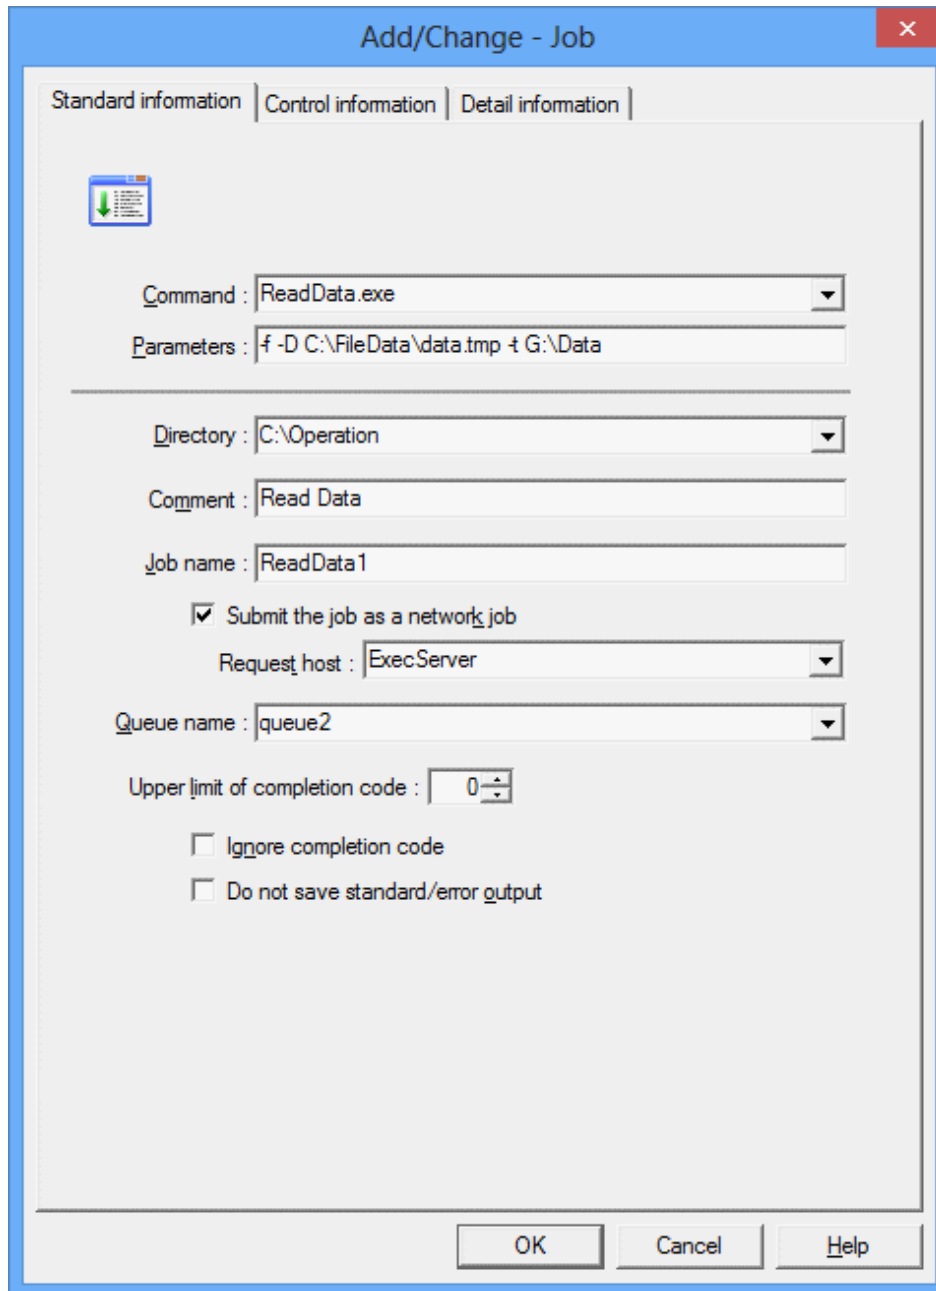 Add/Change - Job
Standard information Control information Detail information
Command : ReadData.exe
Parameters : -f -D C:\FileData\data.tmp -t G:\Data
Directory : C:\Operation
Comment : Read Data
Job name : ReadData1
Submit the job as a network job
Request host : ExecServer
Queue name : queue2
Upper limit of completion code : 0
Ignore completion code
Do not save standard/error output
OK Cancel Help